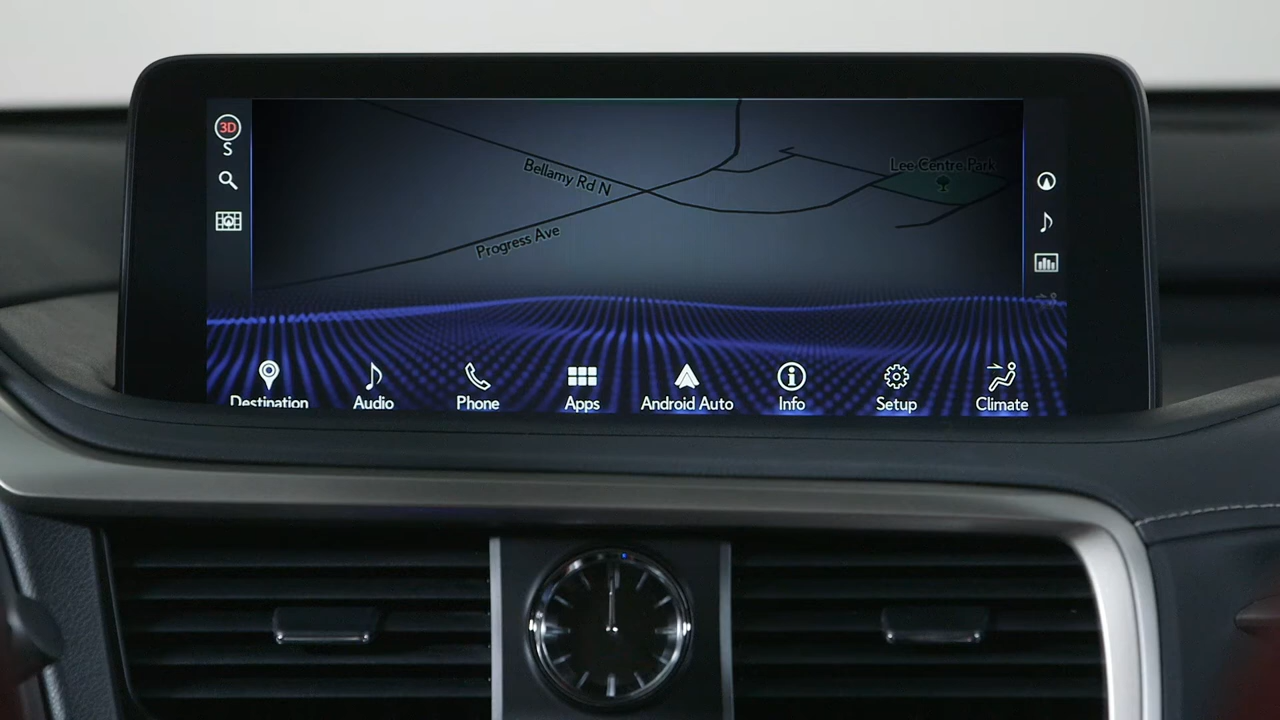 3D
S
Bellamy Rd N
Lee Centre Park
Progress Ave
Destination
Audio
Phone
Apps
Android Auto
Info
Setup
Climate